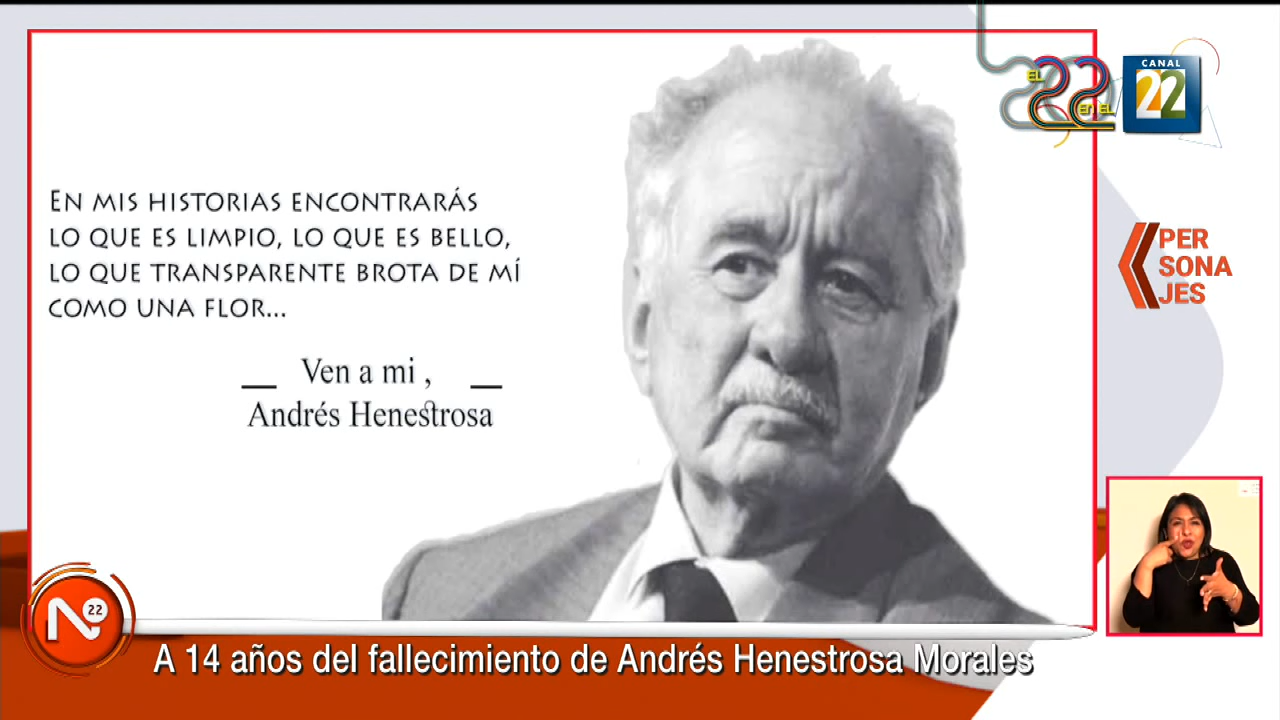 EN MIS HISTORIAS ENCONTRARÁS
LO QUE ES LIMPIO, LO QUE ES BELLO,
LO QUE TRANSPARENTE BROTA DE MÍ
COMO UNA FLOR...
Ven a mi ,
Andrés Henestrosa
EL 22 EN EL
CANAL 22
PER
SONA
JES
N 22
A 14 años del fallecimiento de Andrés Henestrosa Morales